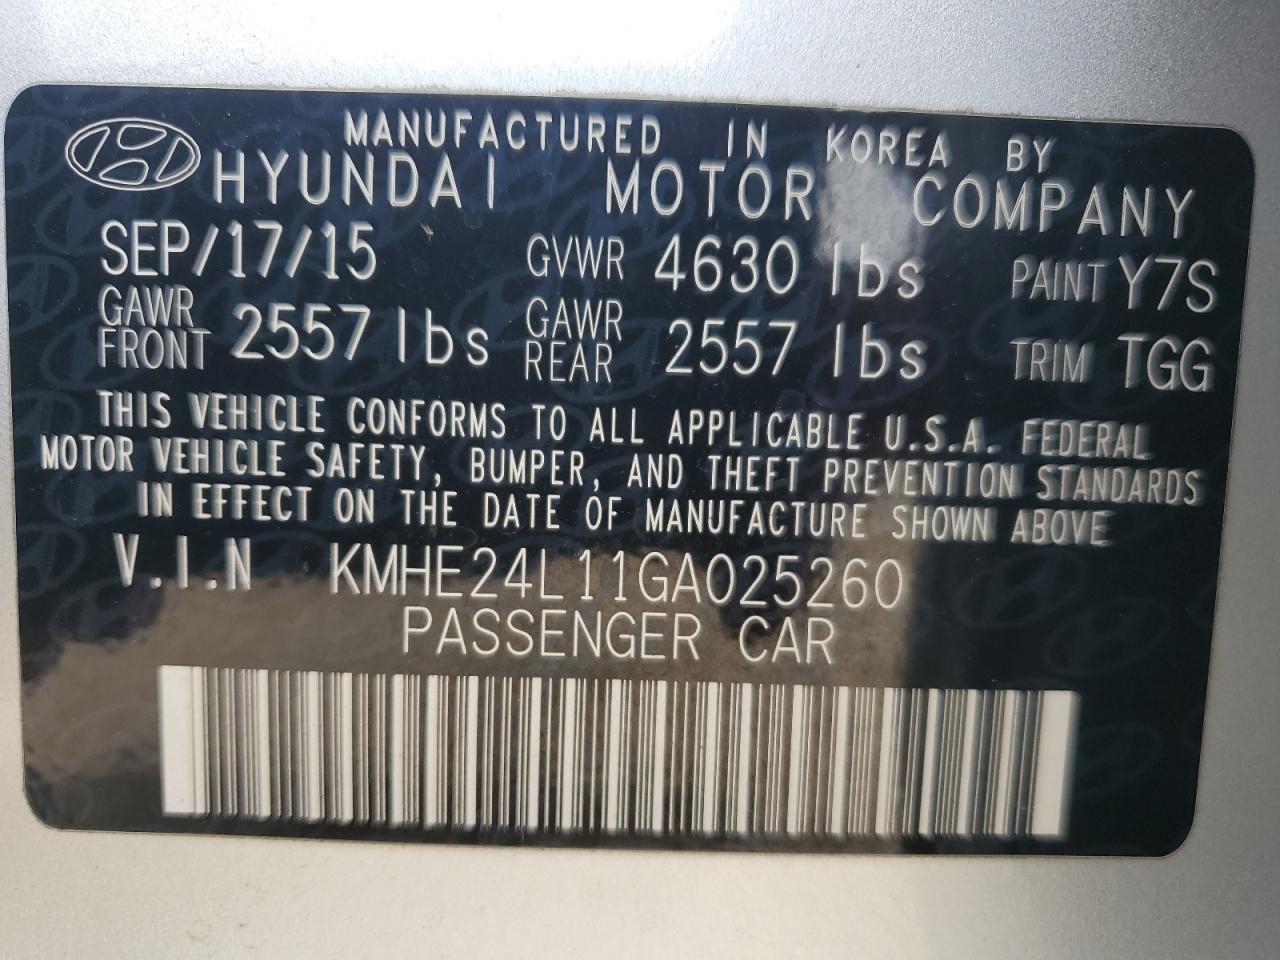 MANUFACTURED IN KOREA BY
HYUNDAI MOTOR COMPANY
SEP/17/15 GVWR 4630 lbs PAINT Y7S
GAWR FRONT 2557 lbs GAWR REAR 2557 lbs TRIM TGG
THIS VEHICLE CONFORMS TO ALL APPLICABLE U.S.A. FEDERAL
MOTOR VEHICLE SAFETY, BUMPER, AND THEFT PREVENTION STANDARDS
IN EFFECT ON THE DATE OF MANUFACTURE SHOWN ABOVE
V.I.N KMHE24L11GA025260
PASSENGER CAR